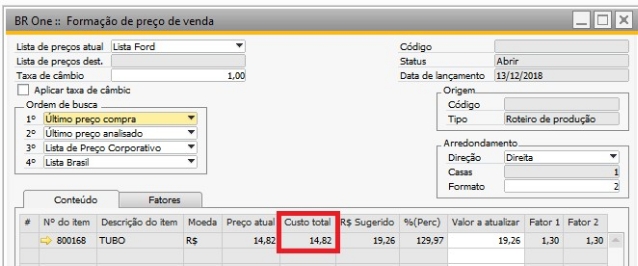 BR One :: Formação de preço de venda
Lista de preços atual Lista Ford
Lista de preços dest.
Taxa de câmbio 1,00
Aplicar taxa de câmbio
Ordem de busca
1º Último preço compra
2º Último preço analisado
3º Lista de Preço Corporativo
4º Lista Brasil
Código
Status Abrir
Data de lançamento 13/12/2018
Origem
Código
Tipo Roteiro de produção
Arredondamento
Direção Direita
Casas 1
Formato 2
Conteúdo Fatores
# Nº do item Descrição do item Moeda Preço atual Custo total R$ Sugerido %(Perc) Valor a atualizar Fator 1 Fator 2
800168 TUBO R$ 14,82 14,82 19,26 129,97 19,26 1,30 1,30